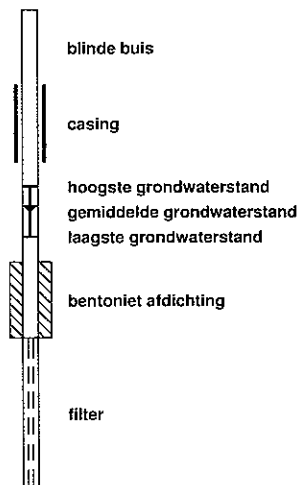 blinde buis
casing
hoogste grondwaterstand
gemiddelde grondwaterstand
laagste grondwaterstand
bentoniet afdichting
filter